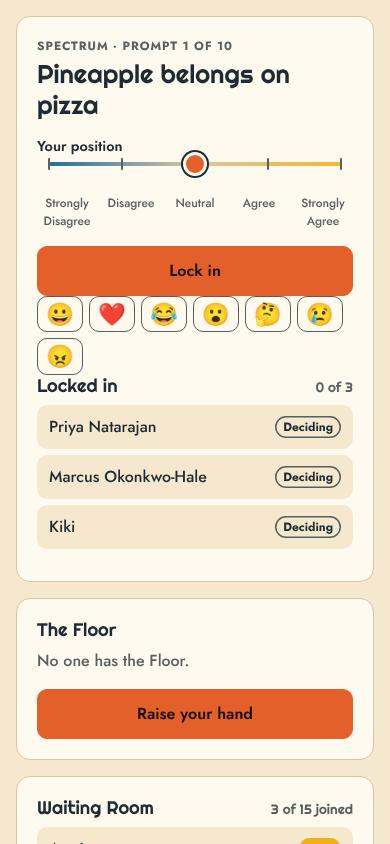 SPECTRUM · PROMPT 1 OF 10
Pineapple belongs on
pizza
Your position
Strongly Disagree
Disagree
Neutral
Agree
Strongly Agree
Lock in
Locked in
0 of 3
Priya Natarajan
Deciding
Marcus Okonkwo-Hale
Deciding
Kiki
Deciding
The Floor
No one has the Floor.
Raise your hand
Waiting Room
3 of 15 joined